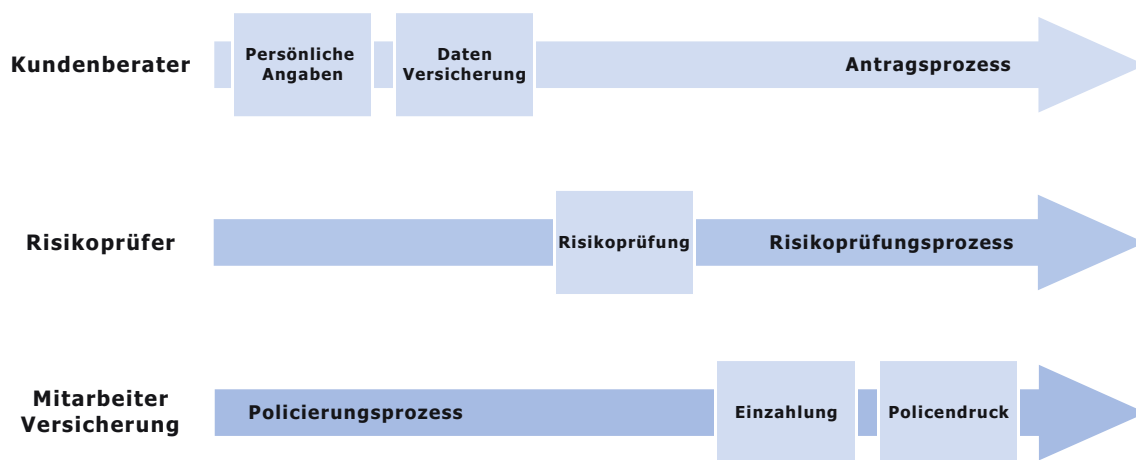 Kundenberater
Persönliche
Angaben
Daten
Versicherung
Antragsprozess
Risikoprüfer
Risikoprüfung
Risikoprüfungsprozess
Mitarbeiter
Versicherung
Policierungsprozess
Einzahlung
Policendruck